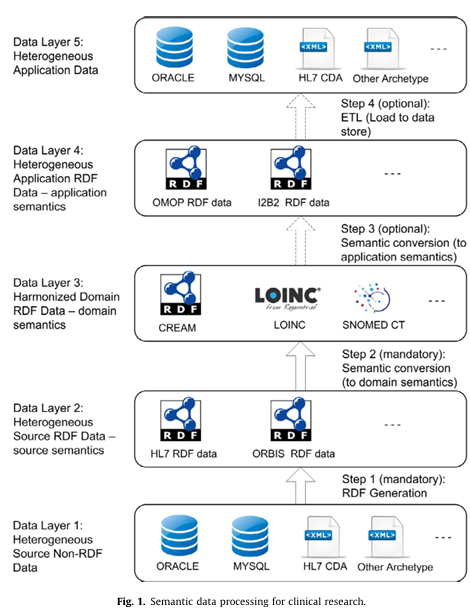 Data Layer 5:
Heterogeneous
Application Data
<XML>
<XML>
ORACLE
MYSQL
HL7 CDA
Other Archetype
- - -
Step 4 (optional):
ETL (Load to data
store)
Data Layer 4:
Heterogeneous
Application RDF
Data – application
semantics
RDF
RDF
OMOP RDF data
I2B2 RDF data
- - -
Step 3 (optional):
Semantic conversion (to
application semantics)
Data Layer 3:
Harmonized Domain
RDF Data – domain
semantics
RDF
LOINC®
from Regenstrief
CREAM
LOINC
SNOMED CT
- - -
Step 2 (mandatory):
Semantic conversion
(to domain semantics)
Data Layer 2:
Heterogeneous
Source RDF Data –
source semantics
RDF
RDF
HL7 RDF data
ORBIS RDF data
- - -
Step 1 (mandatory):
RDF Generation
Data Layer 1:
Heterogeneous
Source Non-RDF
Data
<XML>
<XML>
ORACLE
MYSQL
HL7 CDA
Other Archetype
- - -
Fig. 1. Semantic data processing for clinical research.